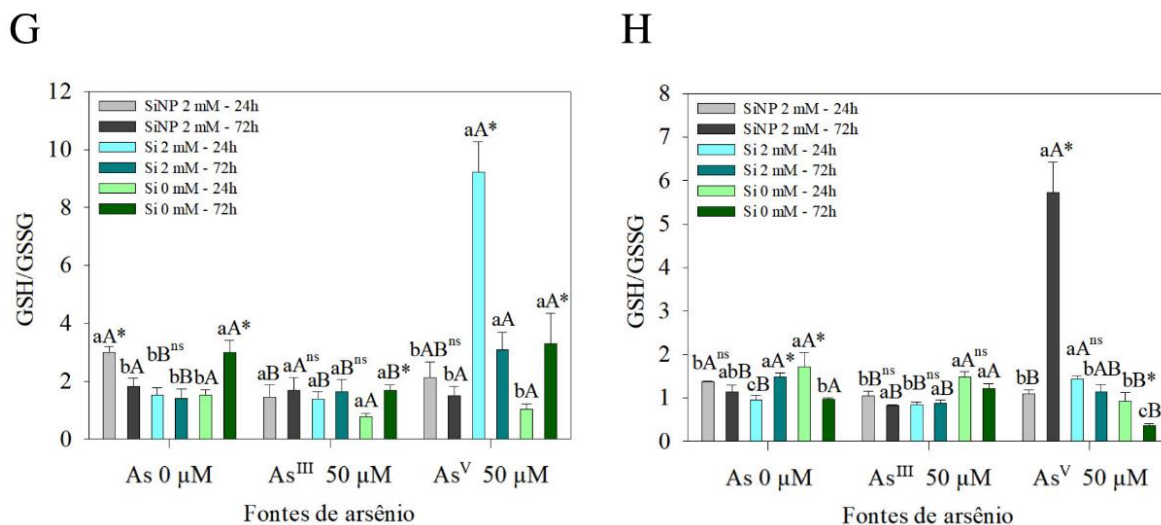 G
12
10
8
6
4
2
0
GSH/GSSG
SiNP 2 mM - 24h
SiNP 2 mM - 72h
Si 2 mM - 24h
Si 2 mM - 72h
Si 0 mM - 24h
Si 0 mM - 72h
aA*
bA
bB^ns
bB
bA
aA*
aB
aA^ns
aB
aB^ns
aA
aB*
bAB^ns
bA
aA*
aA
bA
aA*
As 0 µM
As^III 50 µM
As^V 50 µM
Fontes de arsênio
H
8
7
6
5
4
3
2
1
0
GSH/GSSG
SiNP 2 mM - 24h
SiNP 2 mM - 72h
Si 2 mM - 24h
Si 2 mM - 72h
Si 0 mM - 24h
Si 0 mM - 72h
bA^ns
abB
cB
aA*
aA*
bA
bB^ns
aB
bB^ns
aB
aA^ns
aA
bB
aA*
aA^ns
bAB
bB*
cB
As 0 µM
As^III 50 µM
As^V 50 µM
Fontes de arsênio